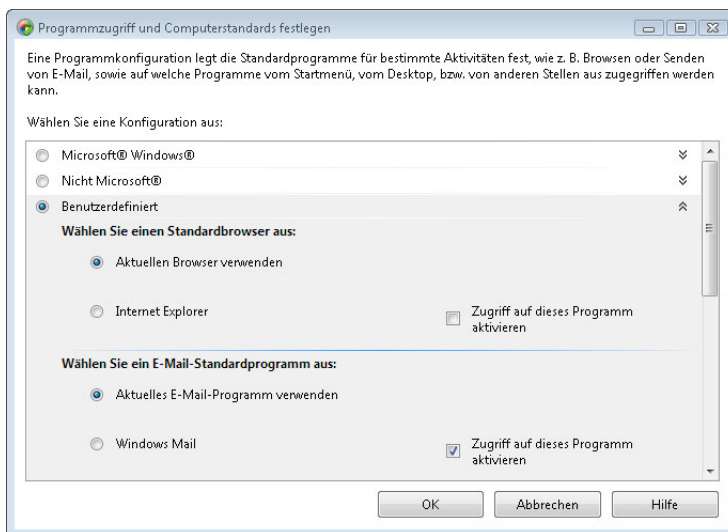 Programmzugriff und Computerstandards festlegen
Eine Programmkonfiguration legt die Standardprogramme für bestimmte Aktivitäten fest, wie z. B. Browsen oder Senden
von E-Mail, sowie auf welche Programme vom Startmenü, vom Desktop, bzw. von anderen Stellen aus zugegriffen werden
kann.
Wählen Sie eine Konfiguration aus:
Microsoft® Windows®
Nicht Microsoft®
Benutzerdefiniert
Wählen Sie einen Standardbrowser aus:
Aktuellen Browser verwenden
Internet Explorer
Zugriff auf dieses Programm
aktivieren
Wählen Sie ein E-Mail-Standardprogramm aus:
Aktuelles E-Mail-Programm verwenden
Windows Mail
Zugriff auf dieses Programm
aktivieren
OK Abbrechen Hilfe